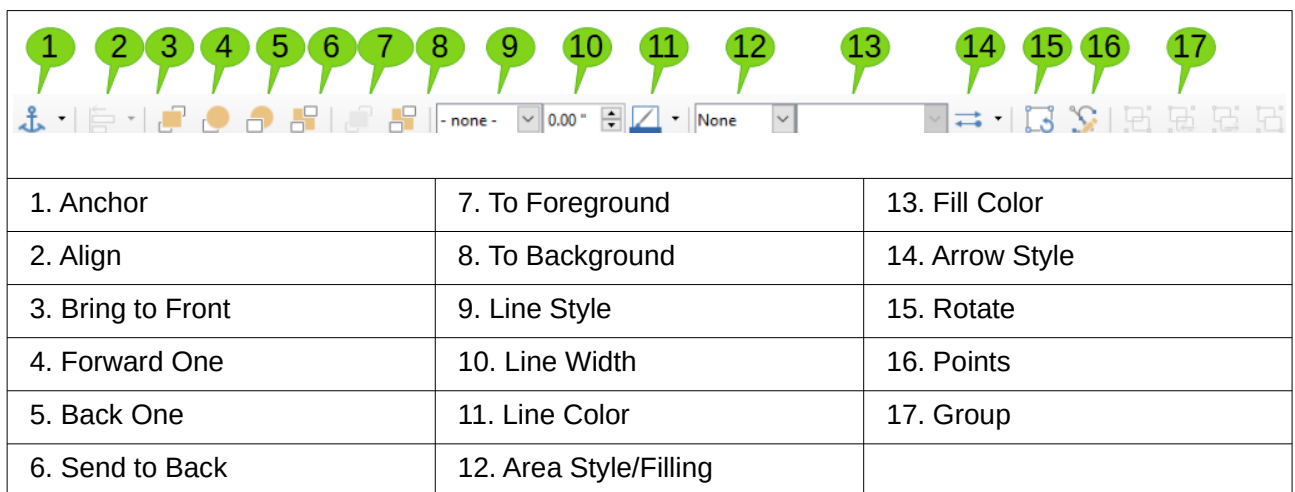 1 2 3 4 5 6 7 8 9 10 11 12 13 14 15 16 17
- none - 0.00 " None
1. Anchor 7. To Foreground 13. Fill Color
2. Align 8. To Background 14. Arrow Style
3. Bring to Front 9. Line Style 15. Rotate
4. Forward One 10. Line Width 16. Points
5. Back One 11. Line Color 17. Group
6. Send to Back 12. Area Style/Filling